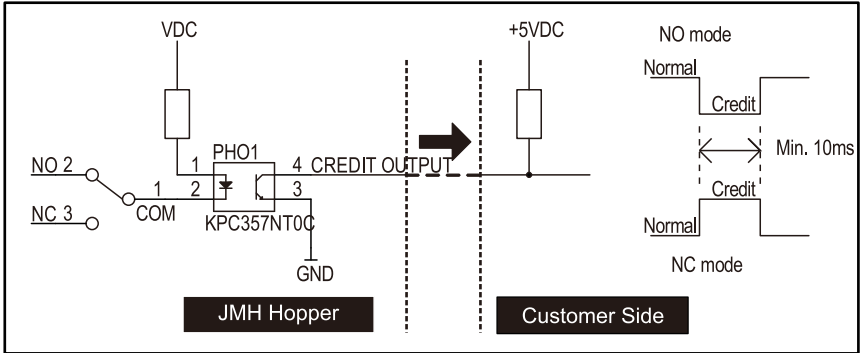 VDC
+5VDC
NO mode
Normal
Credit
PHO1
1
4 CREDIT OUTPUT
Min. 10ms
NO 2
1
2
3
COM
KPC357NT0C
NC 3
Credit
Normal
GND
NC mode
JMH Hopper
Customer Side